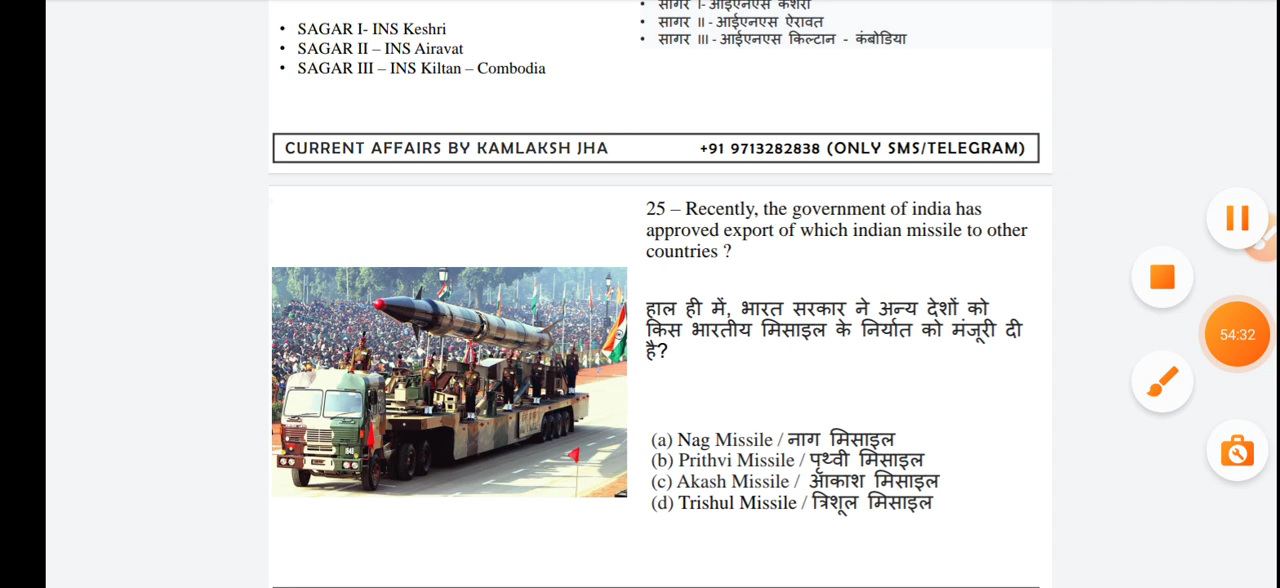 सागर I- आईएनएस केशरी
SAGAR I- INS Keshri
सागर II - आईएनएस ऐरावत
SAGAR II – INS Airavat
सागर III - आईएनएस किल्टान - कंबोडिया
SAGAR III – INS Kiltan – Combodia
CURRENT AFFAIRS BY KAMLAKSH JHA +91 9713282838 (ONLY SMS/TELEGRAM)
25 – Recently, the government of india has
approved export of which indian missile to other
countries ?
हाल ही में, भारत सरकार ने अन्य देशों को
किस भारतीय मिसाइल के निर्यात को मंजूरी दी
है?
(a) Nag Missile / नाग मिसाइल
(b) Prithvi Missile / पृथ्वी मिसाइल
(c) Akash Missile / आकाश मिसाइल
(d) Trishul Missile / त्रिशूल मिसाइल
54:32